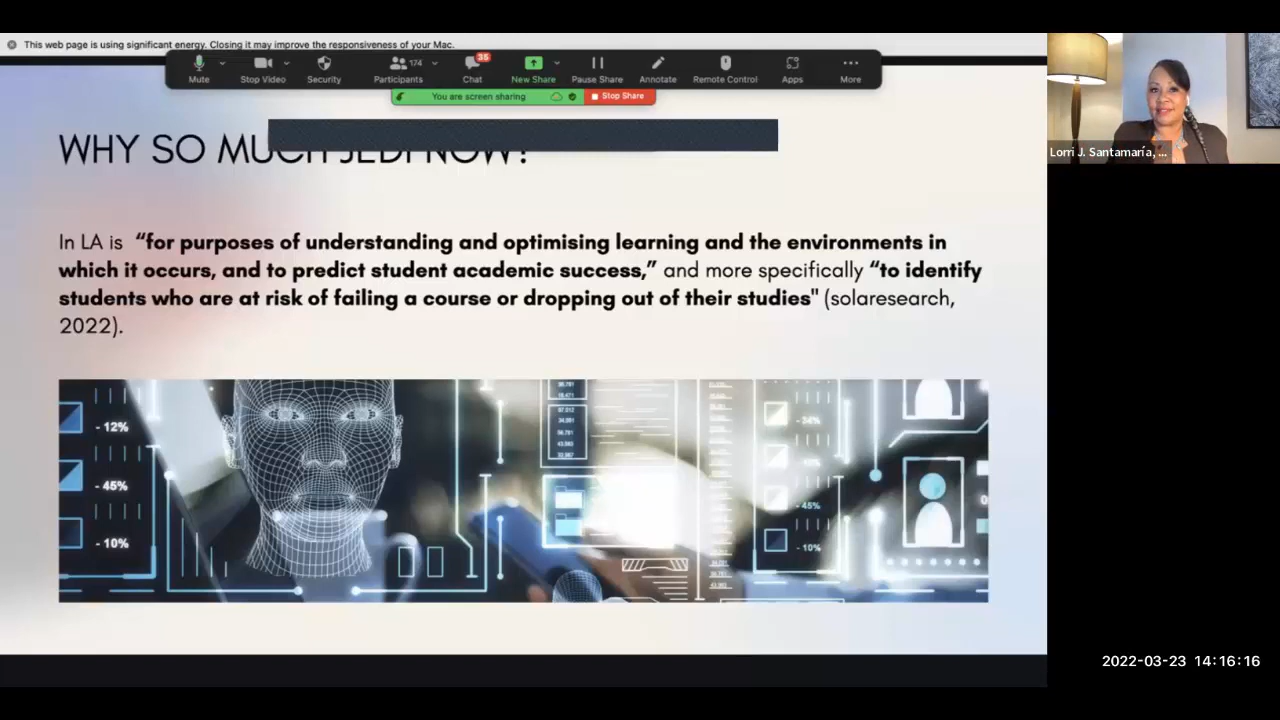 This web page is using significant energy. Closing it may improve the responsiveness of your Mac.
Mute
Stop Video
Security
Participants 174
Chat 35
New Share
Pause Share
Annotate
Remote Control
Apps
More
You are screen sharing
Stop Share
WHY SO MUCH JEDI NOW?
In LA is “for purposes of understanding and optimising learning and the environments in
which it occurs, and to predict student academic success,” and more specifically “to identify
students who are at risk of failing a course or dropping out of their studies" (solaresearch,
2022).
- 12%
- 45%
- 10%
- 45%
- 10%
Lorri J. Santamaría, ...
2022-03-23 14:16:16